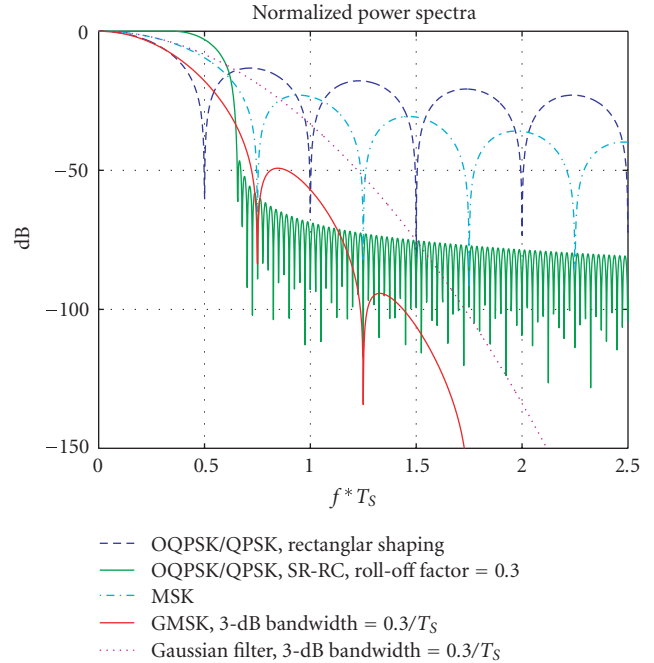 Normalized power spectra
0
−50
−100
−150
dB
0
0.5
1
1.5
2
2.5
f * T_S
OQPSK/QPSK, rectanglar shaping
OQPSK/QPSK, SR-RC, roll-off factor = 0.3
MSK
GMSK, 3-dB bandwidth = 0.3/T_S
Gaussian filter, 3-dB bandwidth = 0.3/T_S